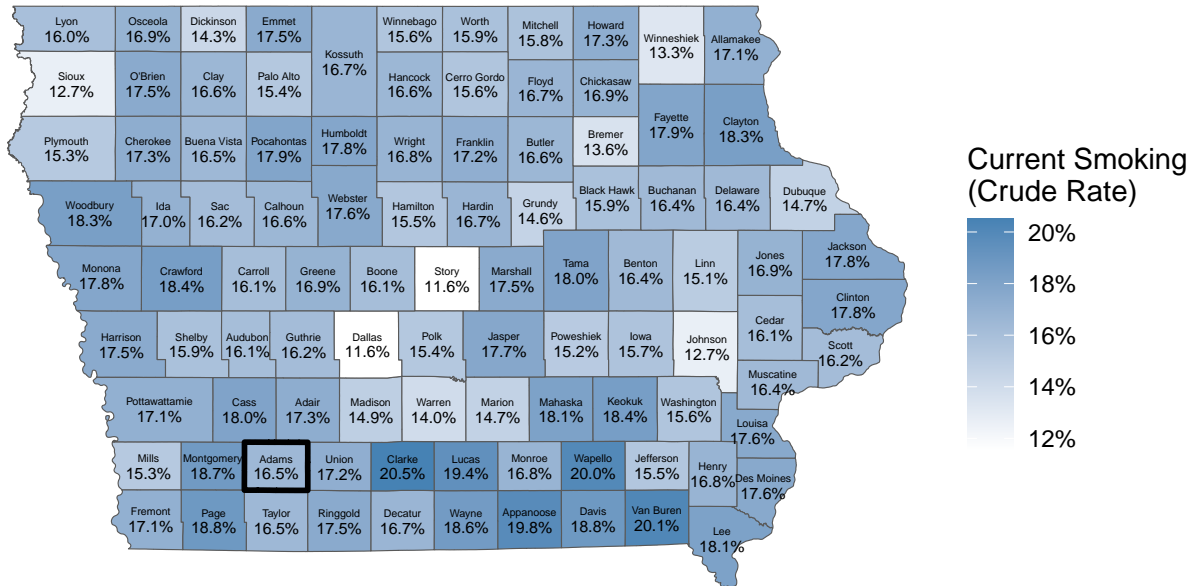 Lyon
16.0%
Osceola
16.9%
Dickinson
14.3%
Emmet
17.5%
Kossuth
16.7%
Winnebago
15.6%
Worth
15.9%
Mitchell
15.8%
Howard
17.3%
Winneshiek
13.3%
Allamakee
17.1%
Sioux
12.7%
O'Brien
17.5%
Clay
16.6%
Palo Alto
15.4%
Hancock
16.6%
Cerro Gordo
15.6%
Floyd
16.7%
Chickasaw
16.9%
Fayette
17.9%
Clayton
18.3%
Plymouth
15.3%
Cherokee
17.3%
Buena Vista
16.5%
Pocahontas
17.9%
Humboldt
17.8%
Wright
16.8%
Franklin
17.2%
Butler
16.6%
Bremer
13.6%
Woodbury
18.3%
Ida
17.0%
Sac
16.2%
Calhoun
16.6%
Webster
17.6%
Hamilton
15.5%
Hardin
16.7%
Grundy
14.6%
Black Hawk
15.9%
Buchanan
16.4%
Delaware
16.4%
Dubuque
14.7%
Monona
17.8%
Crawford
18.4%
Carroll
16.1%
Greene
16.9%
Boone
16.1%
Story
11.6%
Marshall
17.5%
Tama
18.0%
Benton
16.4%
Linn
15.1%
Jones
16.9%
Jackson
17.8%
Clinton
17.8%
Harrison
17.5%
Shelby
15.9%
Audubon
16.1%
Guthrie
16.2%
Dallas
11.6%
Polk
15.4%
Jasper
17.7%
Poweshiek
15.2%
Iowa
15.7%
Johnson
12.7%
Cedar
16.1%
Scott
16.2%
Muscatine
16.4%
Pottawattamie
17.1%
Cass
18.0%
Adair
17.3%
Madison
14.9%
Warren
14.0%
Marion
14.7%
Mahaska
18.1%
Keokuk
18.4%
Washington
15.6%
Louisa
17.6%
Mills
15.3%
Montgomery
18.7%
Adams
16.5%
Union
17.2%
Clarke
20.5%
Lucas
19.4%
Monroe
16.8%
Wapello
20.0%
Jefferson
15.5%
Henry
16.8%
Des Moines
17.6%
Fremont
17.1%
Page
18.8%
Taylor
16.5%
Ringgold
17.5%
Decatur
16.7%
Wayne
18.6%
Appanoose
19.8%
Davis
18.8%
Van Buren
20.1%
Lee
18.1%
Current Smoking
(Crude Rate)
20%
18%
16%
14%
12%